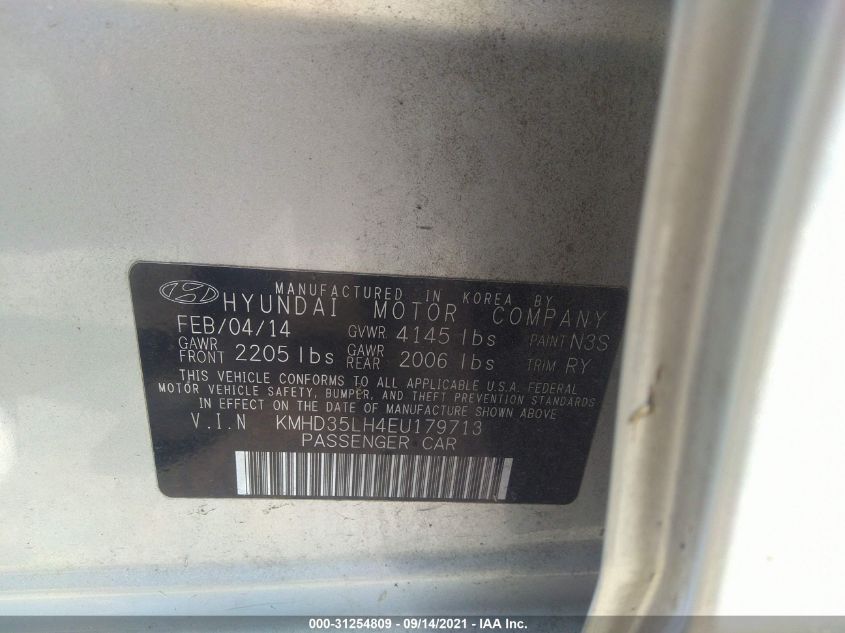 MANUFACTURED IN KOREA BY
HYUNDAI MOTOR COMPANY
FEB/04/14 GVWR 4145 lbs PAINT N3S
GAWR FRONT 2205 lbs GAWR REAR 2006 lbs TRIM RY
THIS VEHICLE CONFORMS TO ALL APPLICABLE U.S.A. FEDERAL
MOTOR VEHICLE SAFETY, BUMPER, AND THEFT PREVENTION STANDARDS
IN EFFECT ON THE DATE OF MANUFACTURE SHOWN ABOVE
V.I.N KMHD35LH4EU179713
PASSENGER CAR
000-31254809 - 09/14/2021 - IAA Inc.